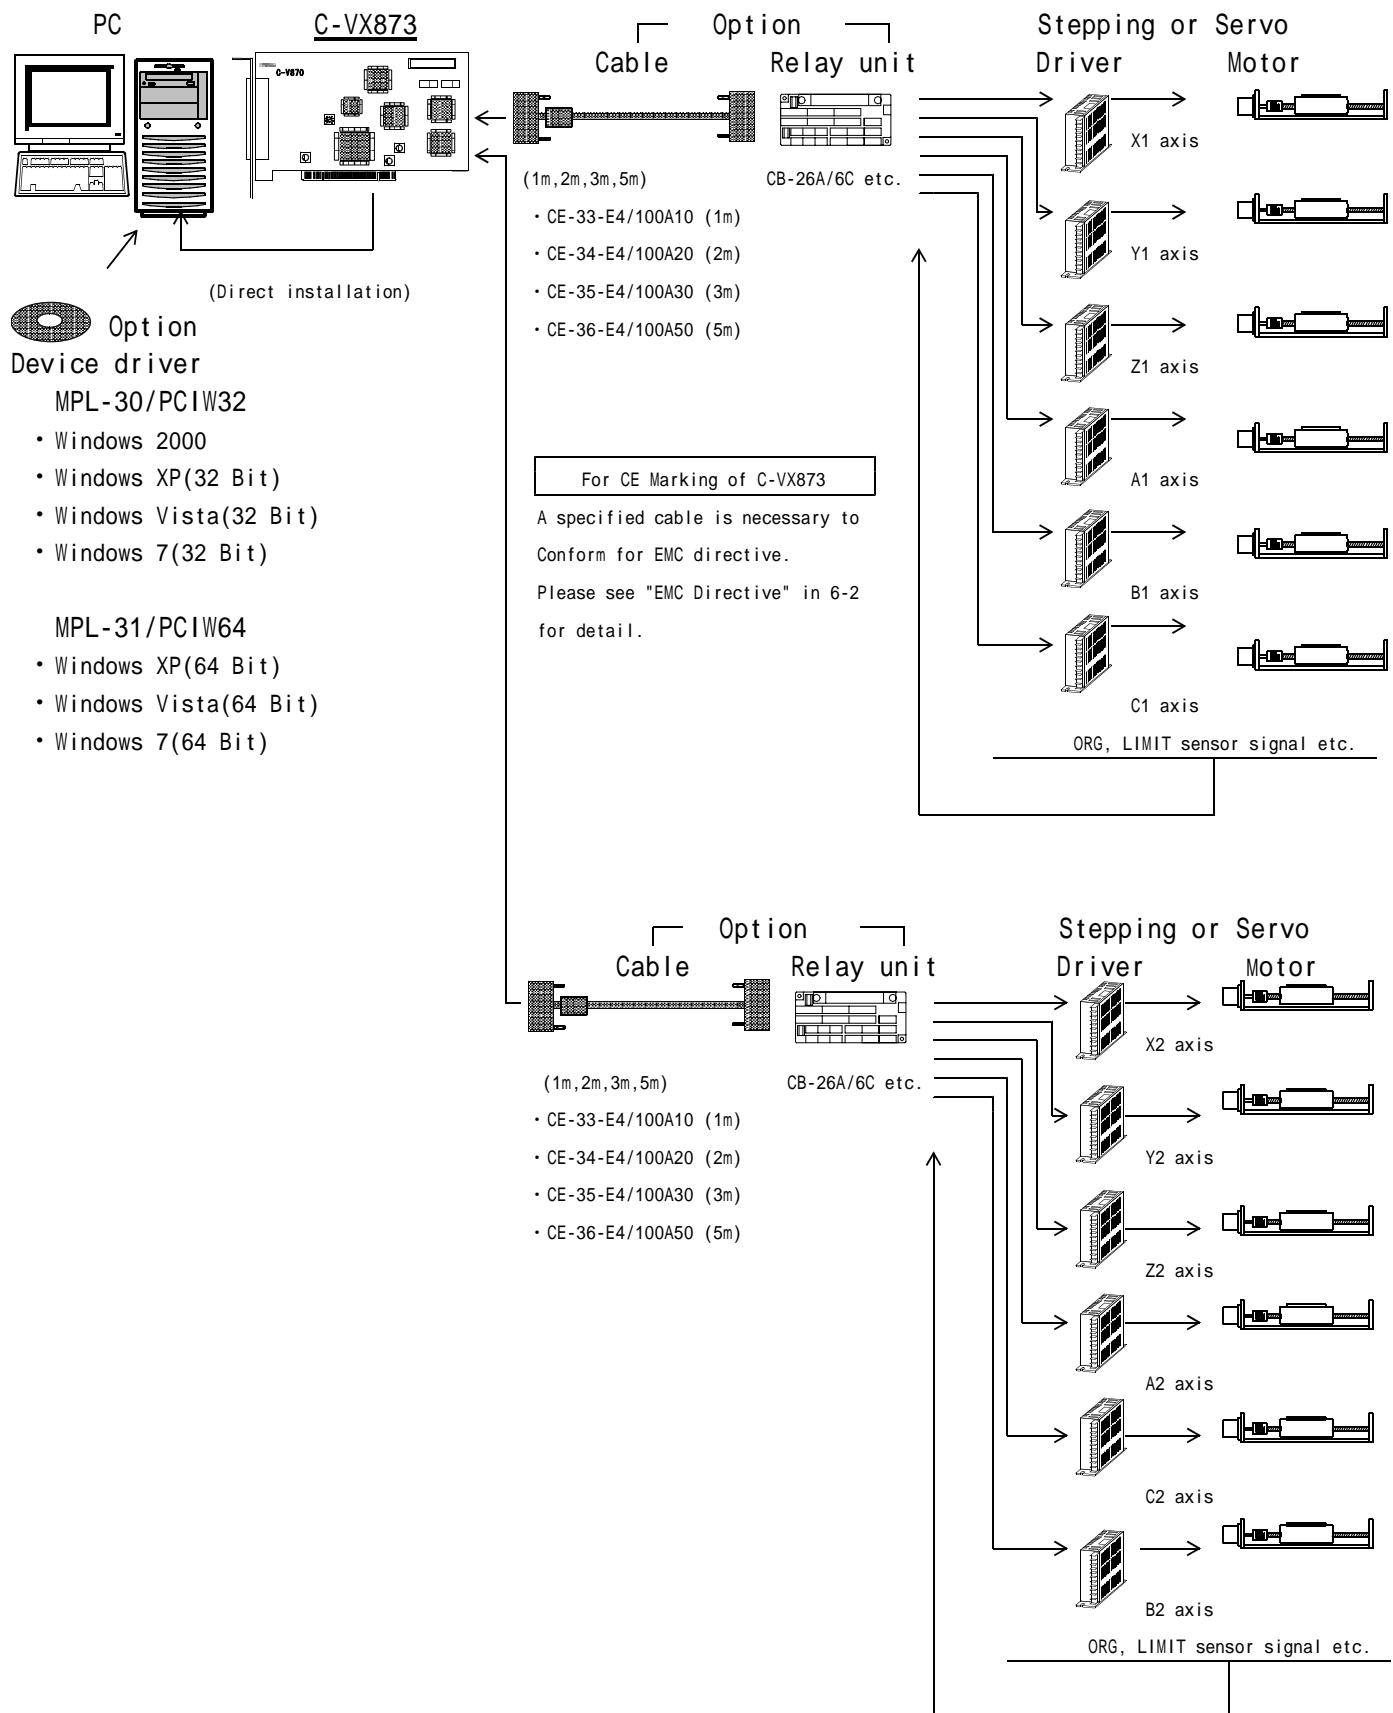 PC
C-VX873
Option
Stepping or Servo
Cable
Relay unit
Driver
Motor
C-V870
X1 axis
(1m,2m,3m,5m)
CB-26A/6C etc.
・CE-33-E4/100A10 (1m)
・CE-34-E4/100A20 (2m)
・CE-35-E4/100A30 (3m)
・CE-36-E4/100A50 (5m)
Y1 axis
Z1 axis
A1 axis
B1 axis
C1 axis
ORG, LIMIT sensor signal etc.
(Direct installation)
Option
Device driver
MPL-30/PCIW32
・Windows 2000
・Windows XP(32 Bit)
・Windows Vista(32 Bit)
・Windows 7(32 Bit)
MPL-31/PCIW64
・Windows XP(64 Bit)
・Windows Vista(64 Bit)
・Windows 7(64 Bit)
For CE Marking of C-VX873
A specified cable is necessary to
Conform for EMC directive.
Please see "EMC Directive" in 6-2
for detail.
Option
Stepping or Servo
Cable
Relay unit
Driver
Motor
X2 axis
(1m,2m,3m,5m)
CB-26A/6C etc.
・CE-33-E4/100A10 (1m)
・CE-34-E4/100A20 (2m)
・CE-35-E4/100A30 (3m)
・CE-36-E4/100A50 (5m)
Y2 axis
Z2 axis
A2 axis
C2 axis
B2 axis
ORG, LIMIT sensor signal etc.